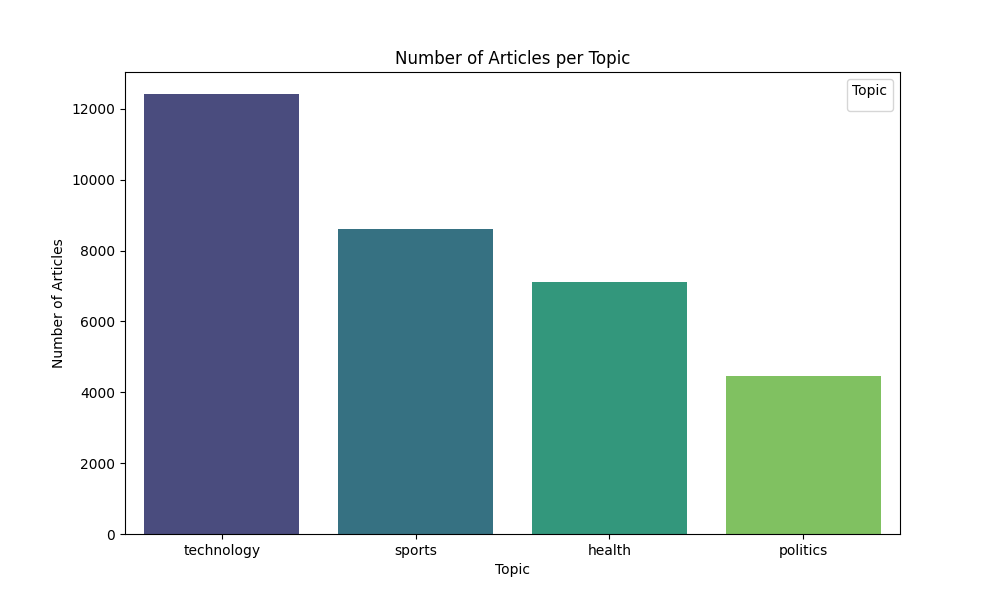 Number of Articles per Topic
Topic
12000
10000
8000
6000
4000
2000
0
Number of Articles
technology
sports
health
politics
Topic